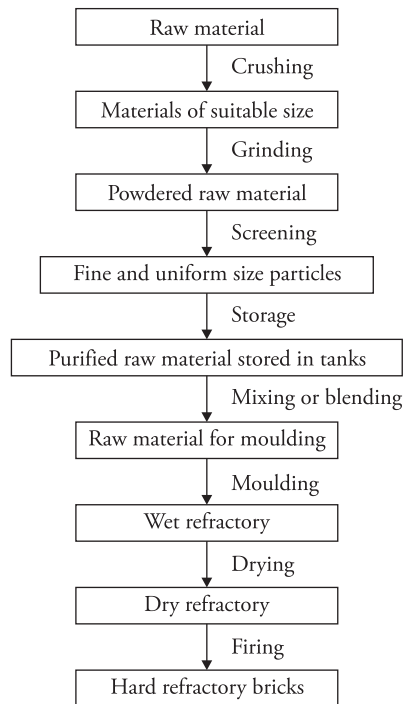 Raw material
Crushing
Materials of suitable size
Grinding
Powdered raw material
Screening
Fine and uniform size particles
Storage
Purified raw material stored in tanks
Mixing or blending
Raw material for moulding
Moulding
Wet refractory
Drying
Dry refractory
Firing
Hard refractory bricks